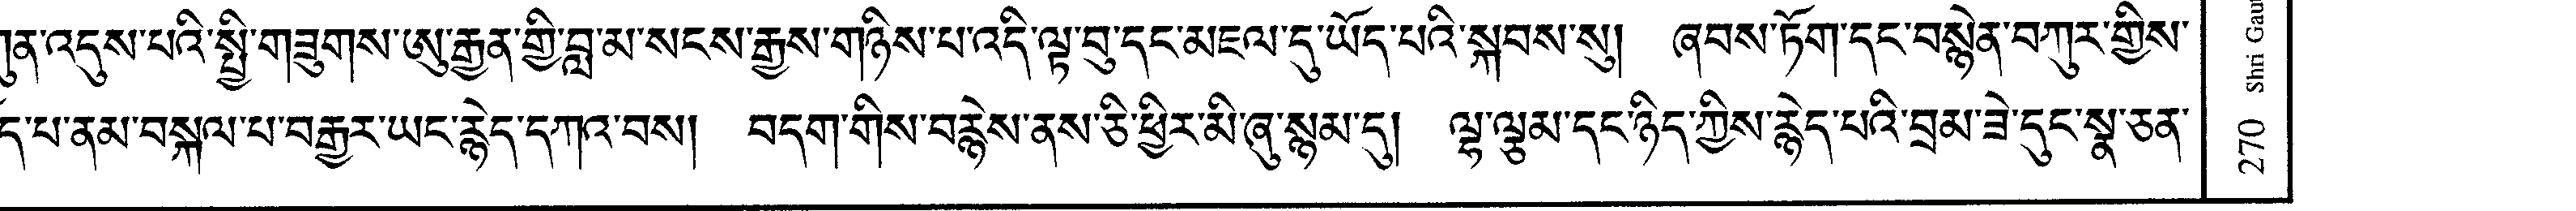 ཀུན་འདུས་པའི་སྤྱི་གཟུགས་ཨུ་རྒྱན་གྱི་བླ་མ་སངས་རྒྱས་གཉིས་པ་འདི་ལྟ་བུ་དང་མཇལ་དུ་ཡོད་པའི་སྐབས་སུ། ཞབས་ཏོག་དང་བསྙེན་བཀུར་གྱིས་
པ་ནམ་བསྐལ་པ་བརྒྱར་ཡང་རྙེད་དཀའ་བས། བདག་གིས་བརྙེས་ནས་ཅི་ཕྱིར་མི་ཞུ་སྙམ་དུ། ལྷ་ལྕམ་དང་ཉིད་ཀྱིས་རྙེད་པའི་བྲམ་ཟེ་དུང་སྣ་ཅན་
270 Shri